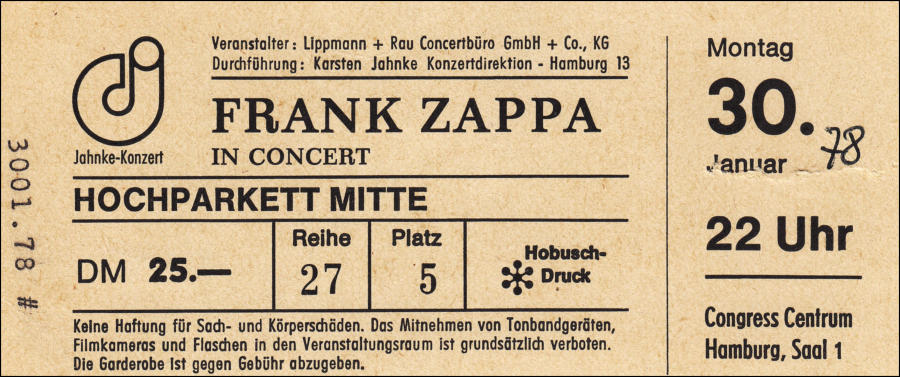 Veranstalter: Lippmann + Rau Concertbüro GmbH + Co., KG
Durchführung: Karsten Jahnke Konzertdirektion - Hamburg 13
Jahnke-Konzert
FRANK ZAPPA
IN CONCERT
HOCHPARKETT MITTE
DM 25.—
Reihe
27
Platz
5
Hobusch-
Druck
Keine Haftung für Sach- und Körperschäden. Das Mitnehmen von Tonbandgeräten,
Filmkameras und Flaschen in den Veranstaltungsraum ist grundsätzlich verboten.
Die Garderobe ist gegen Gebühr abzugeben.
Montag
30.
Januar 78
22 Uhr
Congress Centrum
Hamburg, Saal 1
3001.78 #